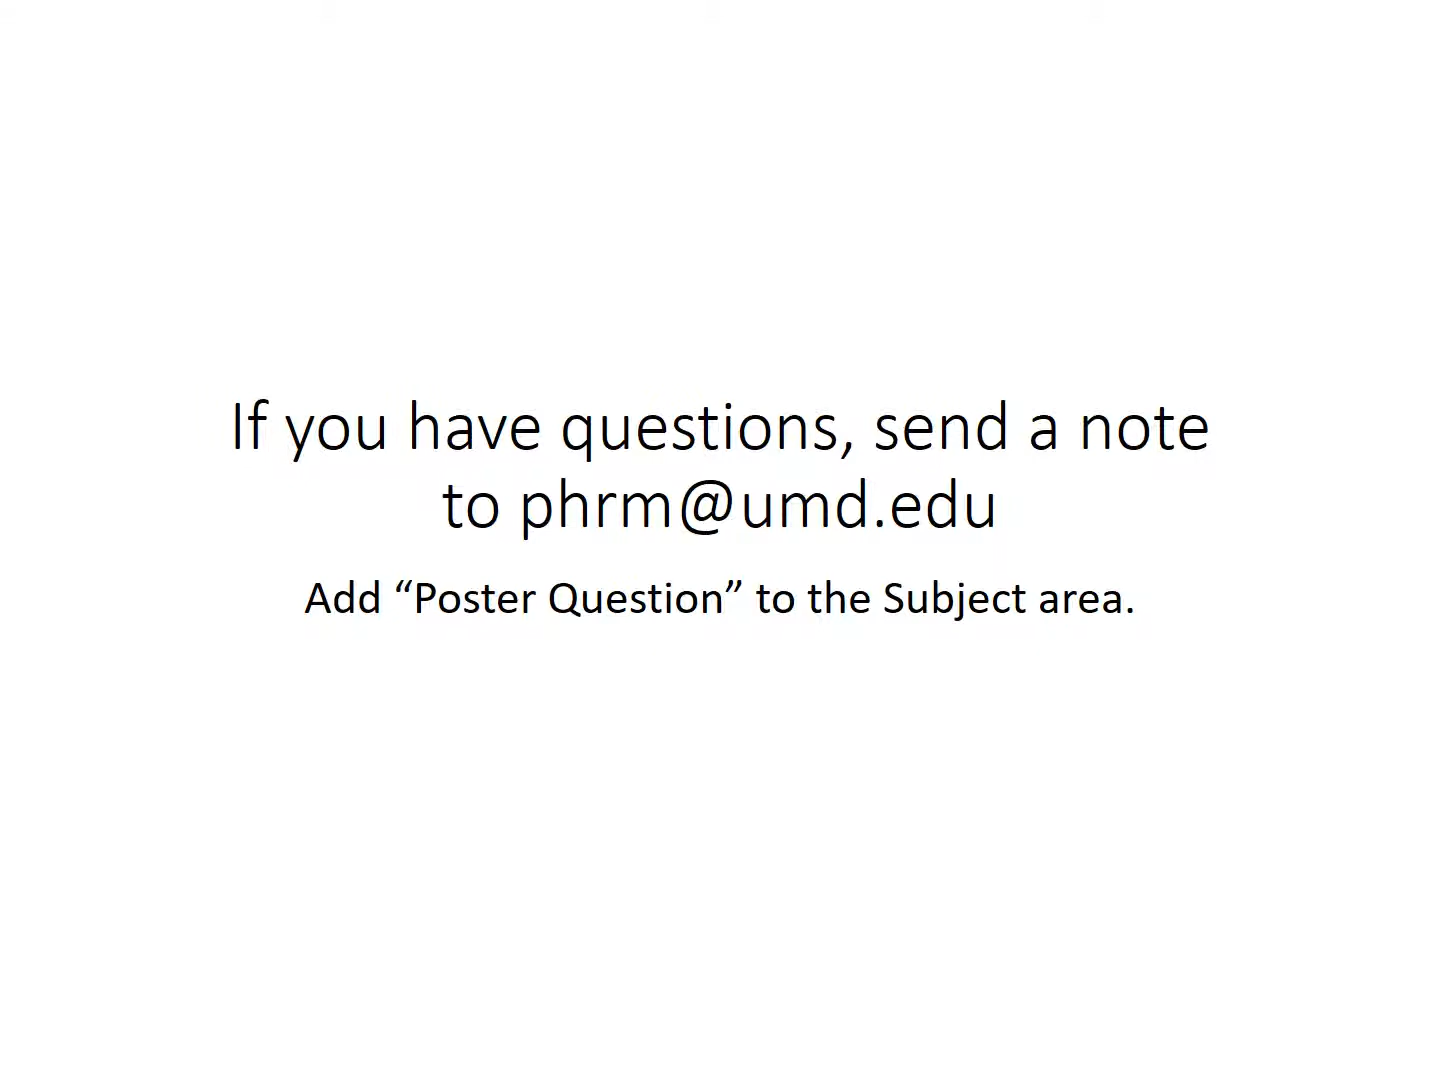 If you have questions, send a note
to phrm@umd.edu
Add “Poster Question” to the Subject area.